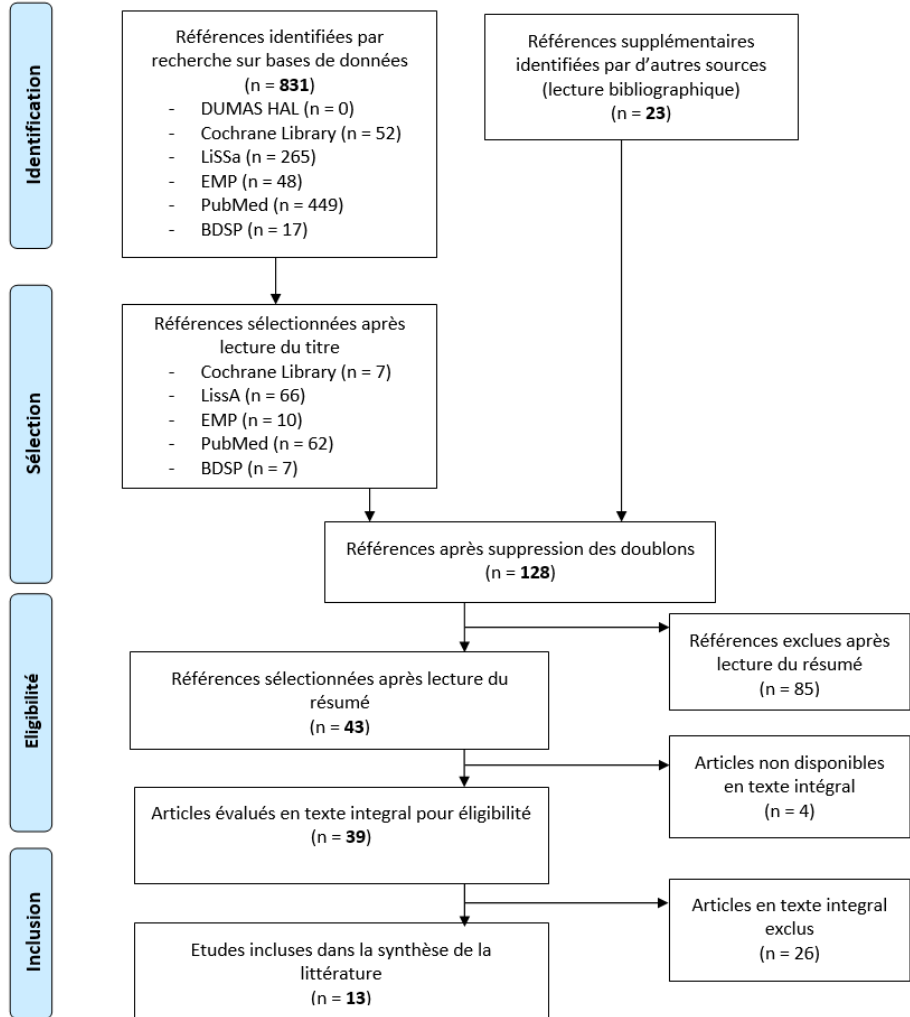 Identification
Références identifiées par
recherche sur bases de données
(n = 831)
- DUMAS HAL (n = 0)
- Cochrane Library (n = 52)
- LiSSa (n = 265)
- EMP (n = 48)
- PubMed (n = 449)
- BDSP (n = 17)
Références supplémentaires
identifiées par d'autres sources
(lecture bibliographique)
(n = 23)
Sélection
Références sélectionnées après
lecture du titre
- Cochrane Library (n = 7)
- LissA (n = 66)
- EMP (n = 10)
- PubMed (n = 62)
- BDSP (n = 7)
Références après suppression des doublons
(n = 128)
Eligibilité
Références sélectionnées après lecture du
résumé
(n = 43)
Références exclues après
lecture du résumé
(n = 85)
Articles non disponibles
en texte intégral
(n = 4)
Articles évalués en texte integral pour éligibilité
(n = 39)
Inclusion
Articles en texte integral
exclus
(n = 26)
Etudes incluses dans la synthèse de la
littérature
(n = 13)